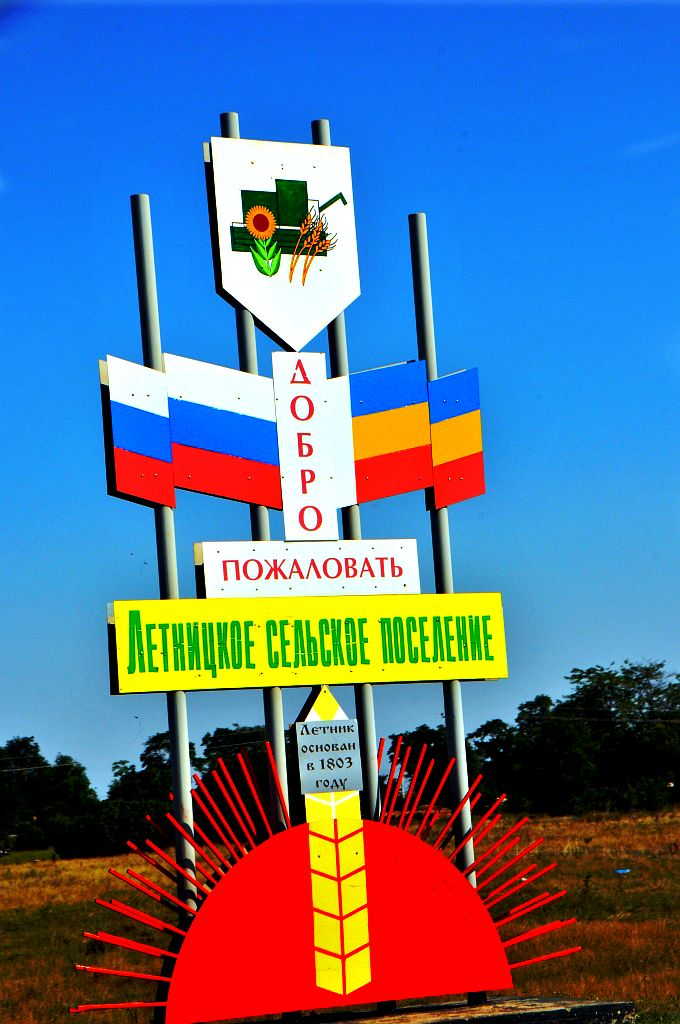 ДОБРО
ПОЖАЛОВАТЬ
ЛЕТНИЦКОЕ СЕЛЬСКОЕ ПОСЕЛЕНИЕ
Летник
основан
в 1803
году